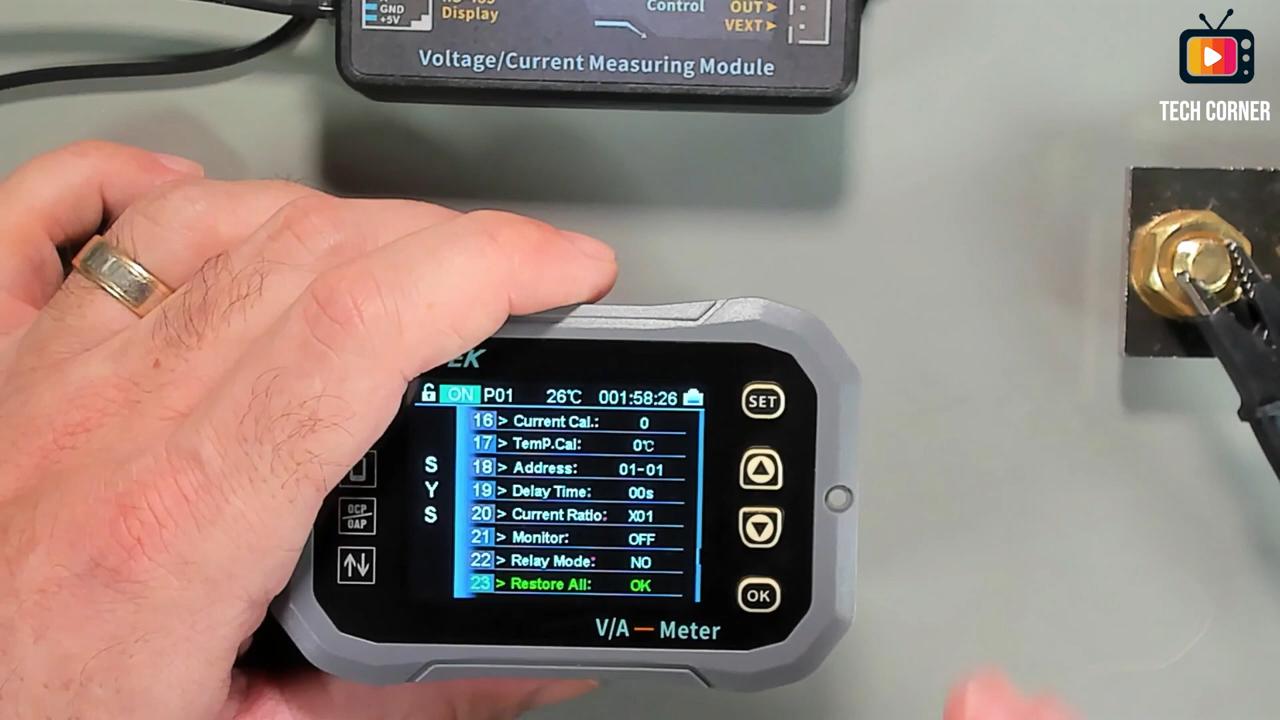 GND
+5V
Display
Control
OUT
VEXT
Voltage/Current Measuring Module
TECH CORNER
EK
ON P01 26℃ 001:58:26
SYS
16 > Current Cal.: 0
17 > TemP.Cal: 0℃
18 > Address: 01-01
19 > Delay Time: 00s
20 > Current Ratio: X01
21 > Monitor: OFF
22 > Relay Mode: NO
23 > Restore All: OK
SET
OCP
OAP
OK
V/A — Meter